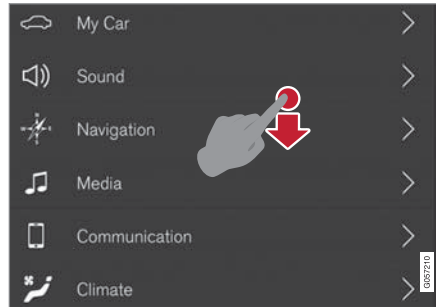 My Car
Sound
Navigation
Media
Communication
Climate
G057210